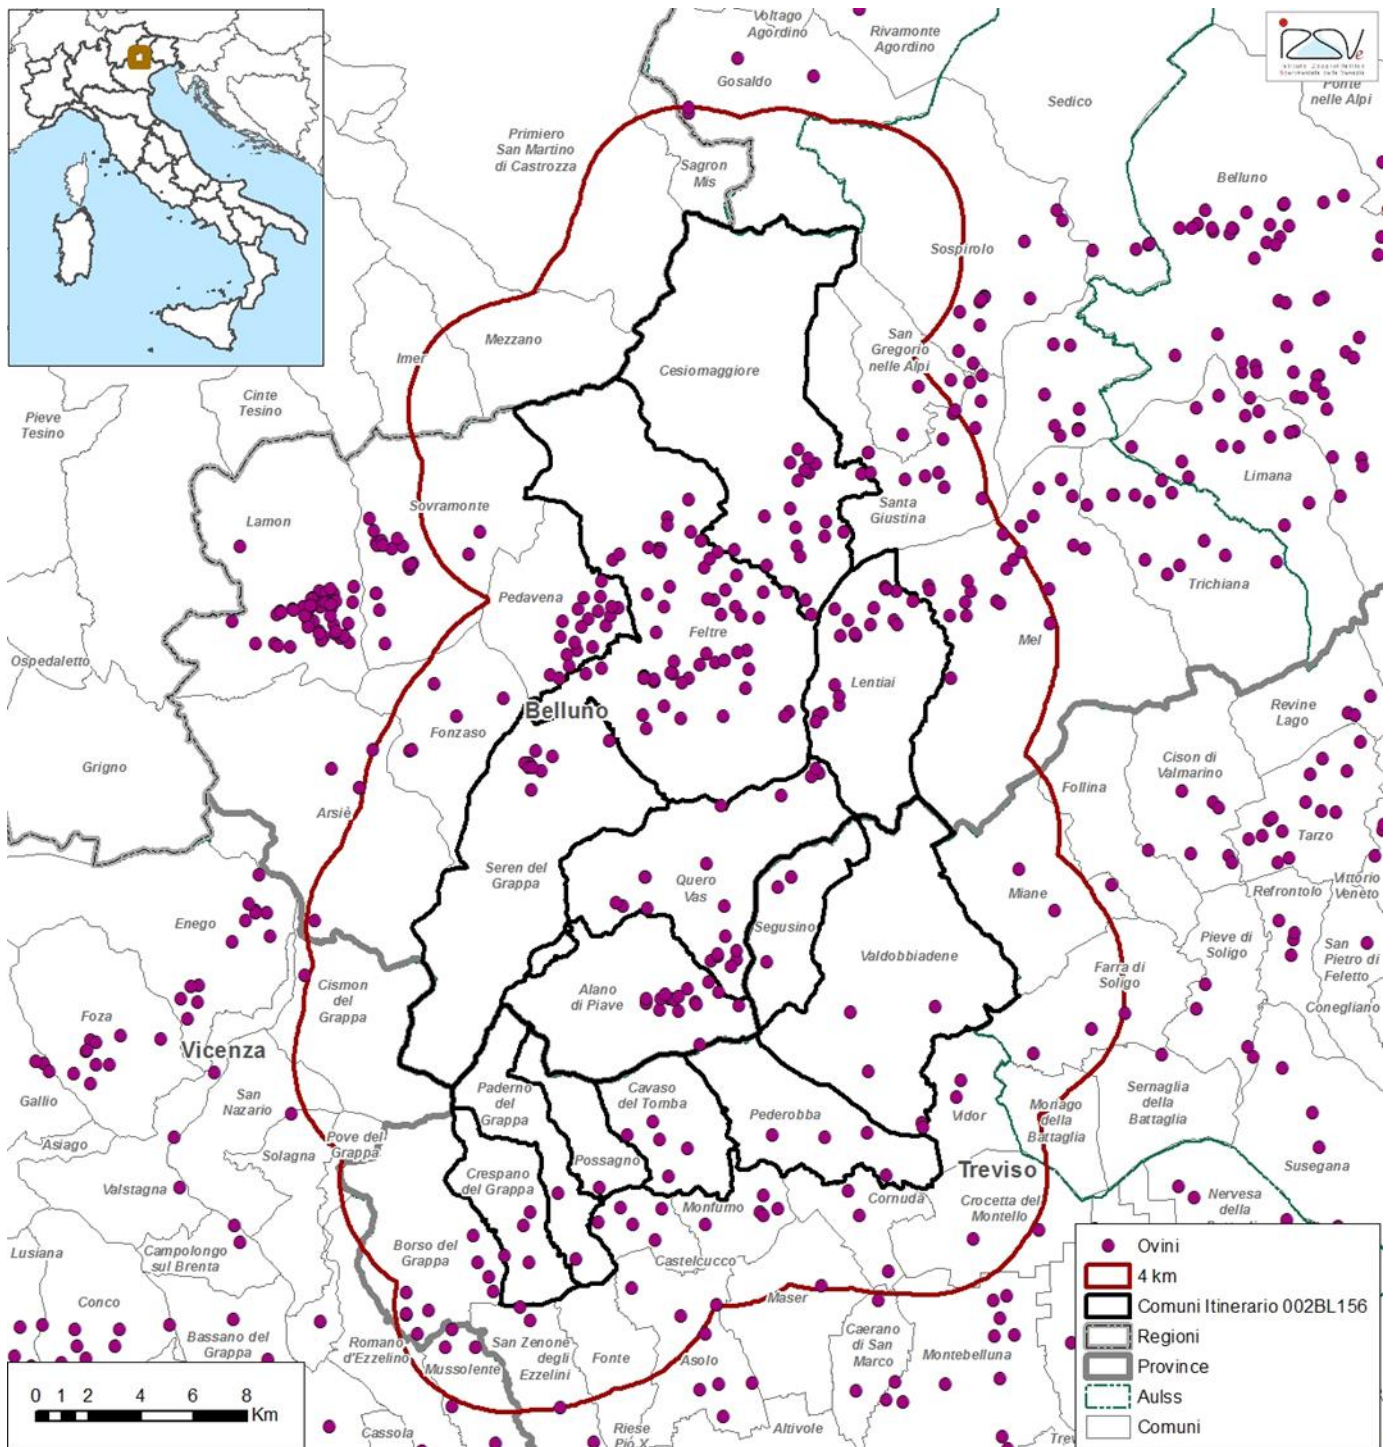 Voltago
Agordino
Rivamonte
Agordino
Gosaldo
Sedico
Ponte
nelle Alpi
Primiero
San Martino
di Castrozza
Sagron
Mis
Belluno
Sospirolo
Mezzano
Imer
San
Gregorio
nelle Alpi
Cesiomaggiore
Cinte
Tesino
Pieve
Tesino
Limana
Sovramonte
Lamon
Santa
Giustina
Trichiana
Pedavena
Feltre
Mel
Ospedaletto
Lentiai
Belluno
Revine
Lago
Fonzaso
Grigno
Cison di
Valmarino
Follina
Arsiè
Tarzo
Seren del
Grappa
Quero
Vas
Miane
Refrontolo
Vittorio
Veneto
Enego
Segusino
Valdobbiadene
Pieve di
Soligo
San
Pietro di
Feletto
Farra di
Soligo
Cismon
del
Grappa
Alano
di Piave
Conegliano
Foza
Vicenza
Gallio
San
Nazario
Paderno
del
Grappa
Cavaso
del Tomba
Pederobba
Vidor
Moriago
della
Battaglia
Sernaglia
della
Battaglia
Asiago
Solagna
Pove del
Grappa
Possagno
Susegana
Valstagna
Crespano
del Grappa
Treviso
Monfumo
Cornuda
Crocetta del
Montello
Nervesa
della
Lusiana
Campolongo
sul Brenta
Borso del
Grappa
Castelcucco
Conco
Maser
Bassano del
Grappa
Romano
d'Ezzelino
Mussolente
San Zenone
degli
Ezzelini
Fonte
Asolo
Caerano
di San
Marco
Montebelluna
Cassola
Riese
Pio X
Altivole
Trev
Ovini
4 km
Comuni Itinerario 002BL156
Regioni
Province
Aulss
Comuni
0 1 2 4 6 8
Km